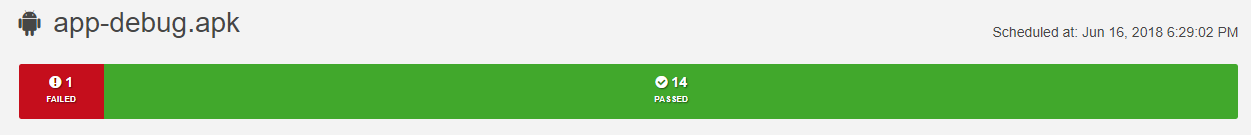 app-debug.apk
Scheduled at: Jun 16, 2018 6:29:02 PM
1
FAILED
14
PASSED